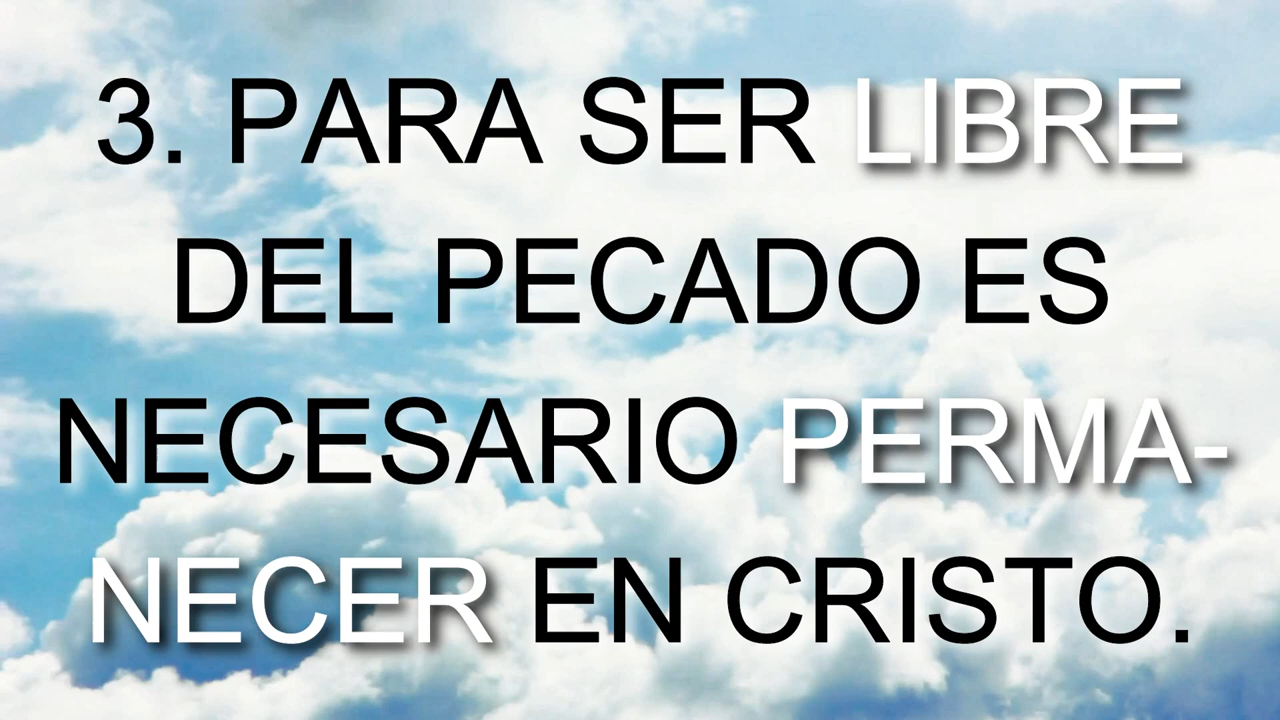 3. PARA SER LIBRE
DEL PECADO ES
NECESARIO PERMA-
NECER EN CRISTO.